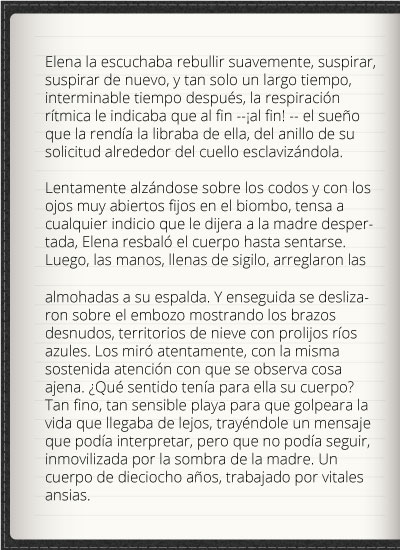 Elena la escuchaba rebullir suavemente, suspirar,
suspirar de nuevo, y tan solo un largo tiempo,
interminable tiempo después, la respiración
rítmica le indicaba que al fin --¡al fin! -- el sueño
que la rendía la libraba de ella, del anillo de su
solicitud alrededor del cuello esclavizándola.
Lentamente alzándose sobre los codos y con los
ojos muy abiertos fijos en el biombo, tensa a
cualquier indicio que le dijera a la madre desper-
tada, Elena resbaló el cuerpo hasta sentarse.
Luego, las manos, llenas de sigilo, arreglaron las
almohadas a su espalda. Y enseguida se desliza-
ron sobre el embozo mostrando los brazos
desnudos, territorios de nieve con prolijos ríos
azules. Los miró atentamente, con la misma
sostenida atención con que se observa cosa
ajena. ¿Qué sentido tenía para ella su cuerpo?
Tan fino, tan sensible playa para que golpeara la
vida que llegaba de lejos, trayéndole un mensaje
que podía interpretar, pero que no podía seguir,
inmovilizada por la sombra de la madre. Un
cuerpo de dieciocho años, trabajado por vitales
ansias.